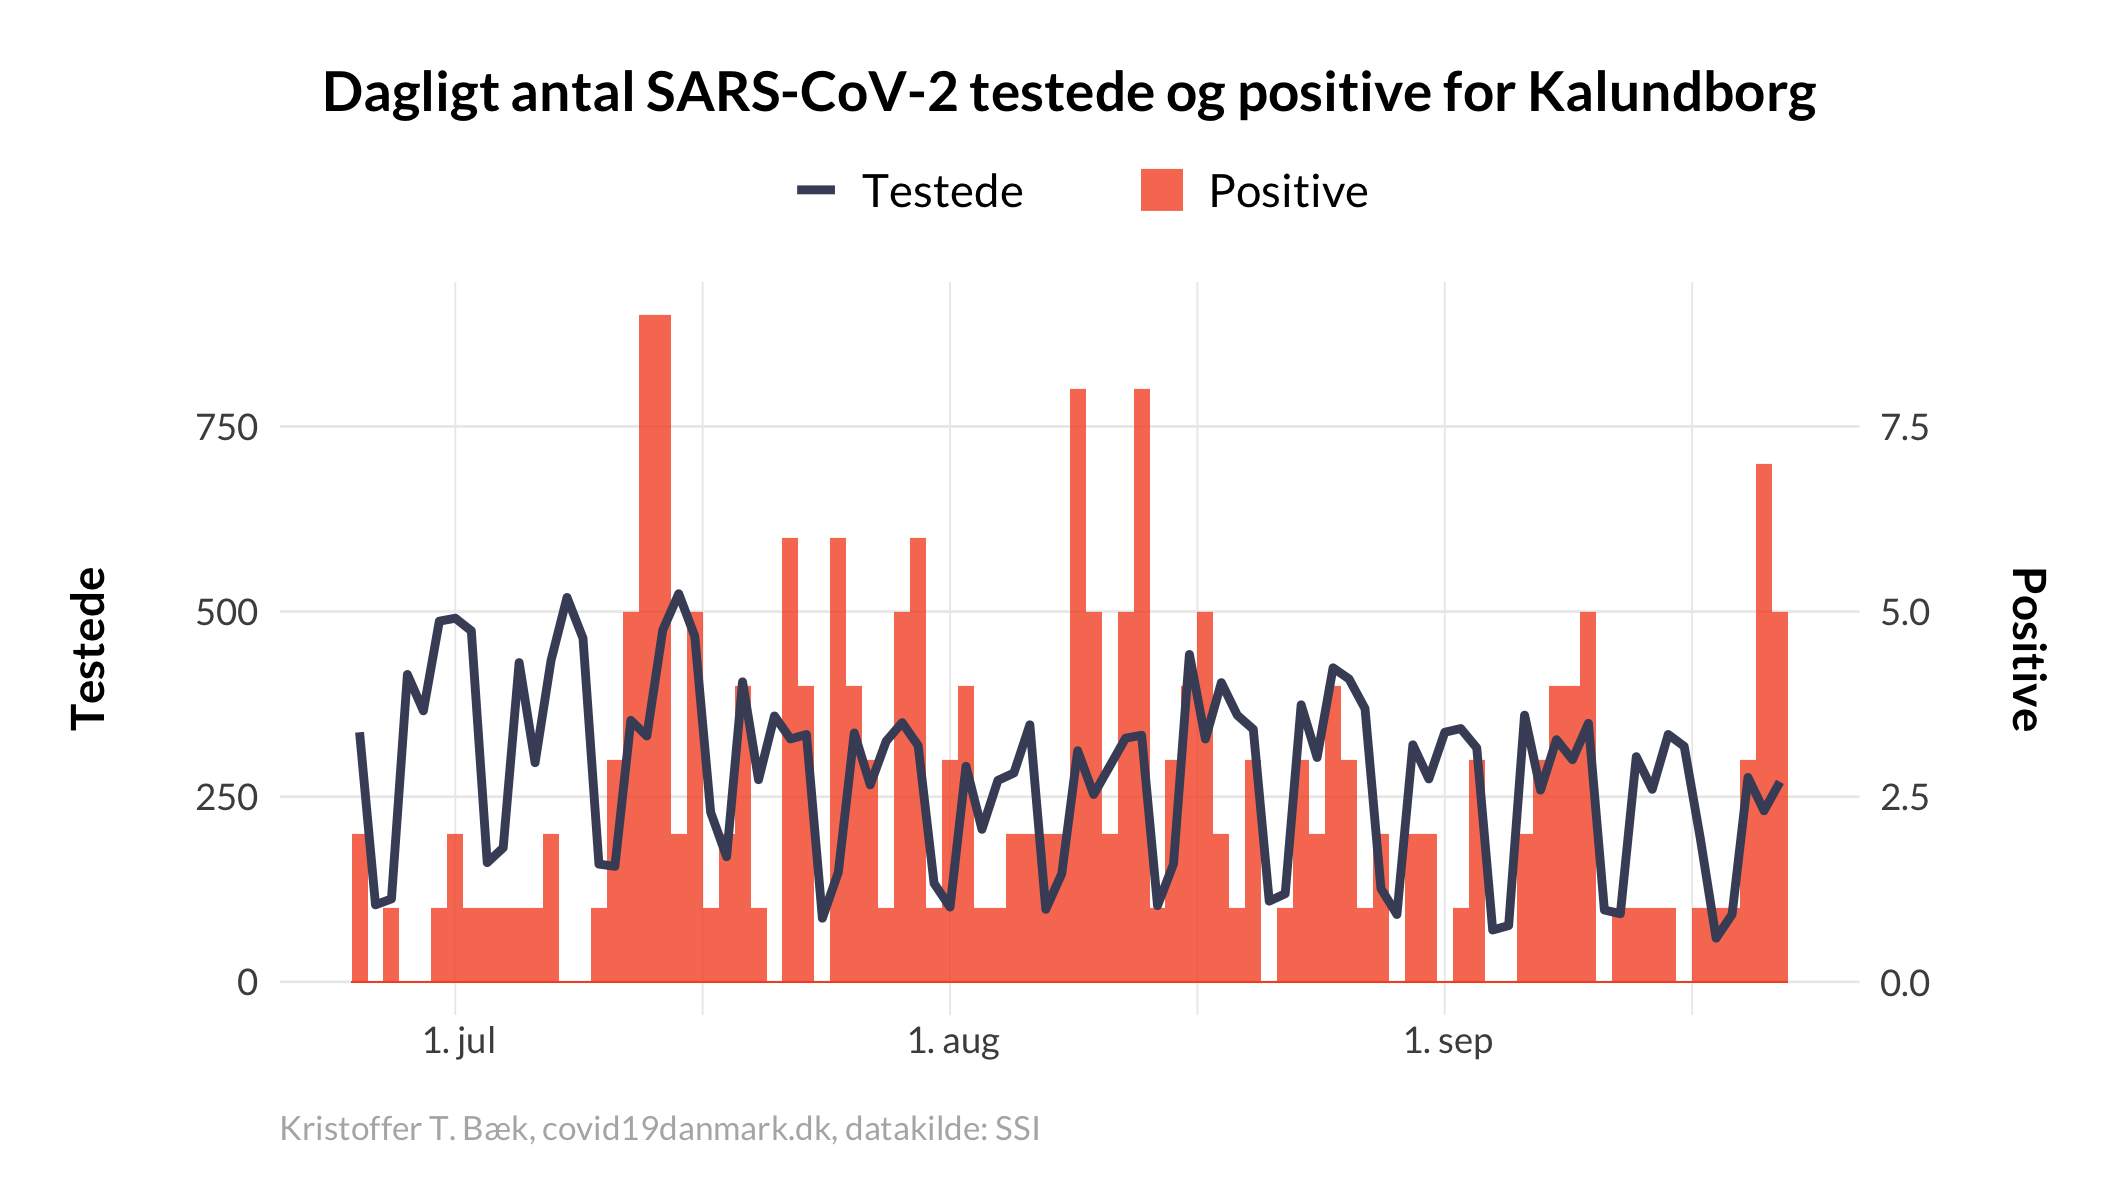 Dagligt antal SARS-CoV-2 testede og positive for Kalundborg
Testede
Positive
Testede
Positive
750
500
250
0
7.5
5.0
2.5
0.0
1. jul
1. aug
1. sep
Kristoffer T. Bæk, covid19danmark.dk, datakilde: SSI